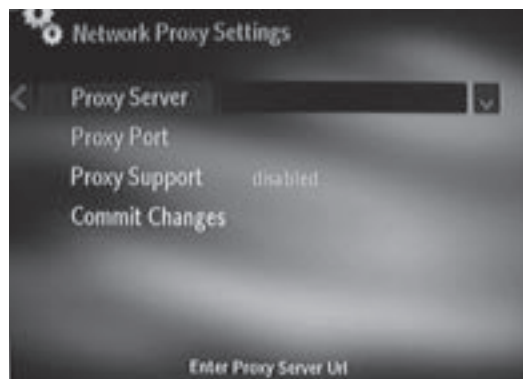 Network Proxy Settings
Proxy Server
Proxy Port
Proxy Support disabled
Commit Changes
Enter Proxy Server Url